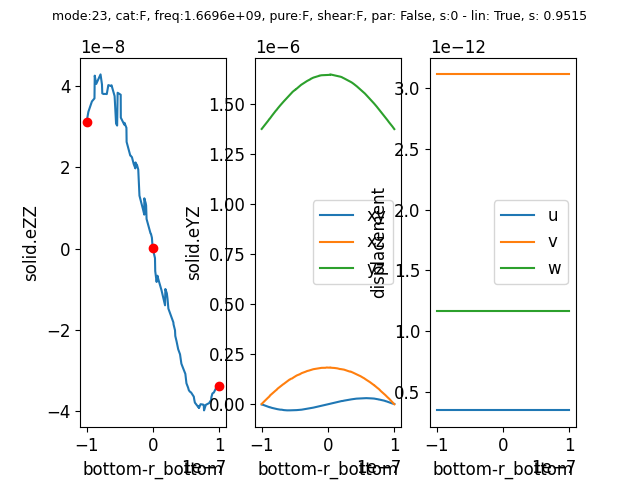 mode:23, cat:F, freq:1.6696e+09, pure:F, shear:F, par: False, s:0 - lin: True, s: 0.9515
1e−8
1e−6
1e−12
4
2
0
−2
−4
solid.eZZ
−1
0
1
bottom-r_bottom
1e−7
1.50
1.25
1.00
0.75
0.50
0.25
0.00
solid.eYZ
xy
xz
yz
−1
0
1
bottom-r_bottom
1e−7
3.0
2.5
2.0
1.5
1.0
0.5
displacement
u
v
w
−1
0
1
bottom-r_bottom
1e−7